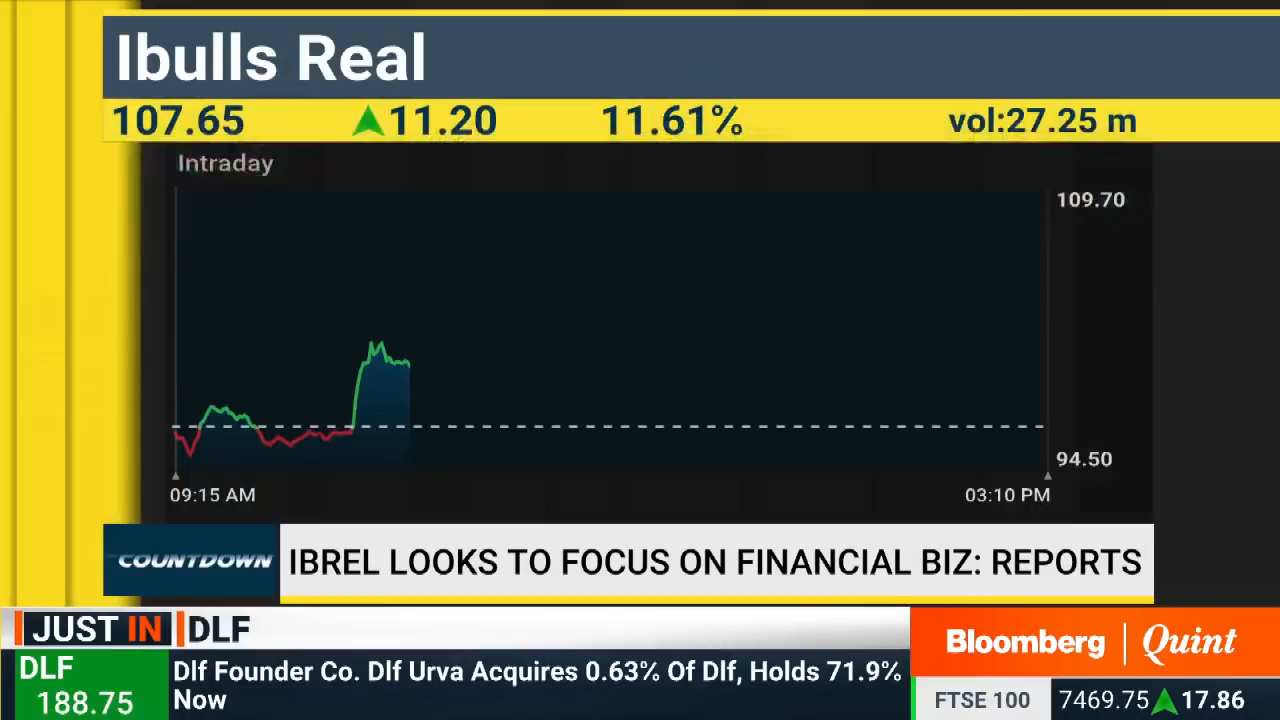 Ibulls Real
107.65 ▲11.20 11.61% vol:27.25 m
Intraday
109.70
94.50
09:15 AM 03:10 PM
COUNTDOWN IBREL LOOKS TO FOCUS ON FINANCIAL BIZ: REPORTS
JUST IN DLF
DLF
188.75
Dlf Founder Co. Dlf Urva Acquires 0.63% Of Dlf, Holds 71.9%
Now
Bloomberg | Quint
FTSE 100 7469.75▲17.86